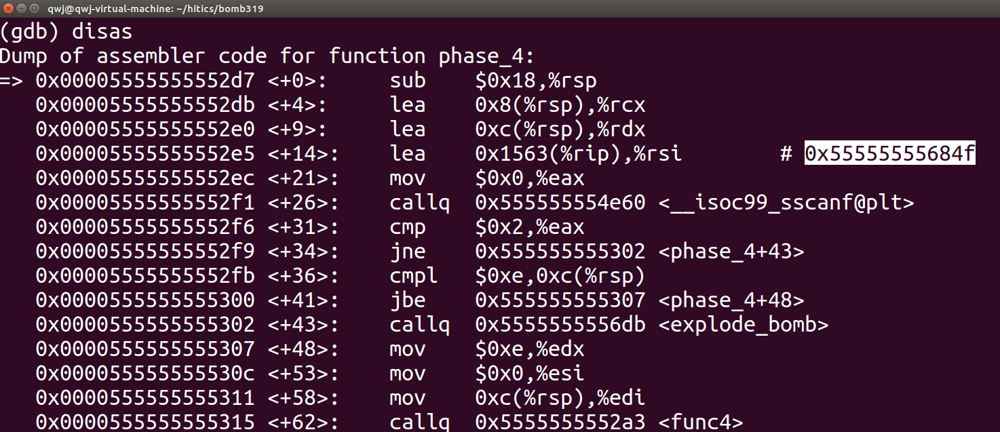 qwj@qwj-virtual-machine: ~/hitics/bomb319
(gdb) disas
Dump of assembler code for function phase_4:
=> 0x00005555555552d7 <+0>:     sub    $0x18,%rsp
   0x00005555555552db <+4>:     lea    0x8(%rsp),%rcx
   0x00005555555552e0 <+9>:     lea    0xc(%rsp),%rdx
   0x00005555555552e5 <+14>:    lea    0x1563(%rip),%rsi        # 0x55555555684f
   0x00005555555552ec <+21>:    mov    $0x0,%eax
   0x00005555555552f1 <+26>:    callq  0x555555554e60 <__isoc99_sscanf@plt>
   0x00005555555552f6 <+31>:    cmp    $0x2,%eax
   0x00005555555552f9 <+34>:    jne    0x555555555302 <phase_4+43>
   0x00005555555552fb <+36>:    cmpl   $0xe,0xc(%rsp)
   0x0000555555555300 <+41>:    jbe    0x555555555307 <phase_4+48>
   0x0000555555555302 <+43>:    callq  0x5555555556db <explode_bomb>
   0x0000555555555307 <+48>:    mov    $0xe,%edx
   0x000055555555530c <+53>:    mov    $0x0,%esi
   0x0000555555555311 <+58>:    mov    0xc(%rsp),%edi
   0x0000555555555315 <+62>:    callq  0x5555555552a3 <func4>